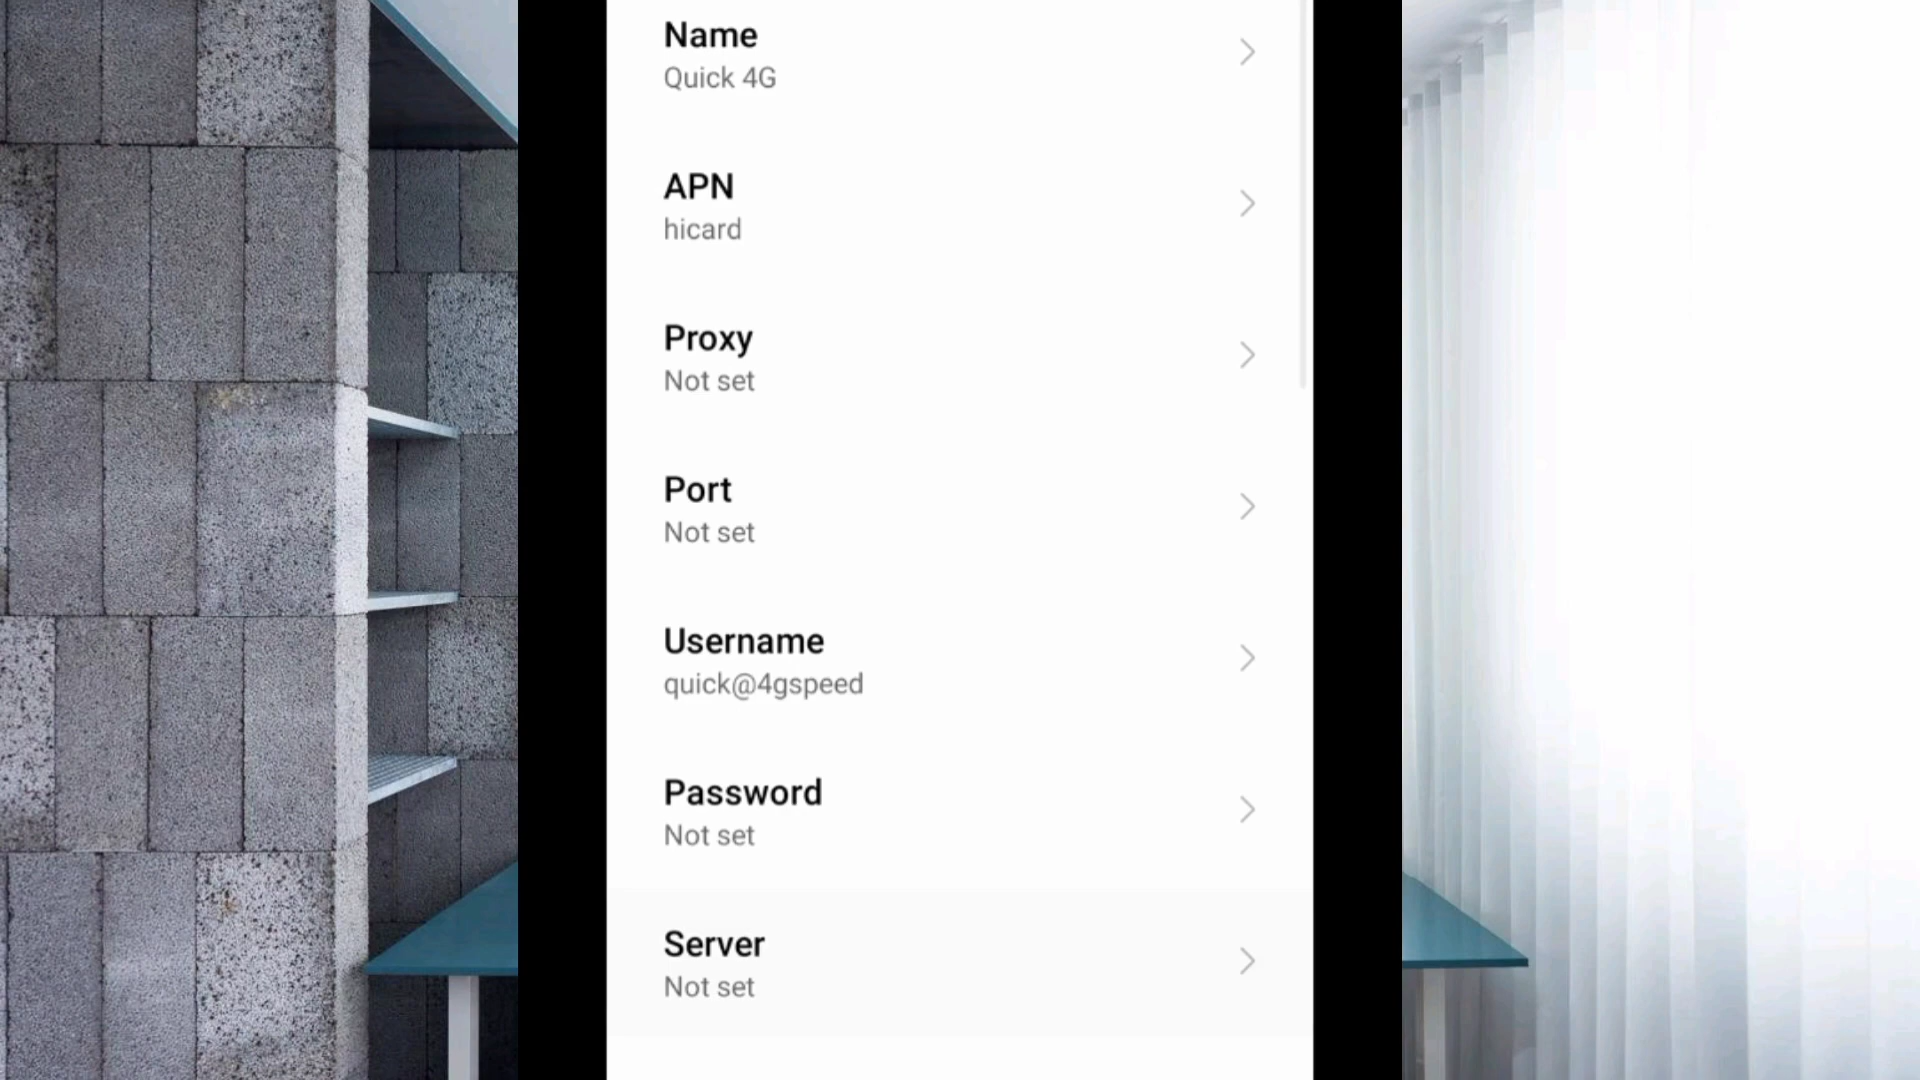 Name
Quick 4G
APN
hicard
Proxy
Not set
Port
Not set
Username
quick@4gspeed
Password
Not set
Server
Not set